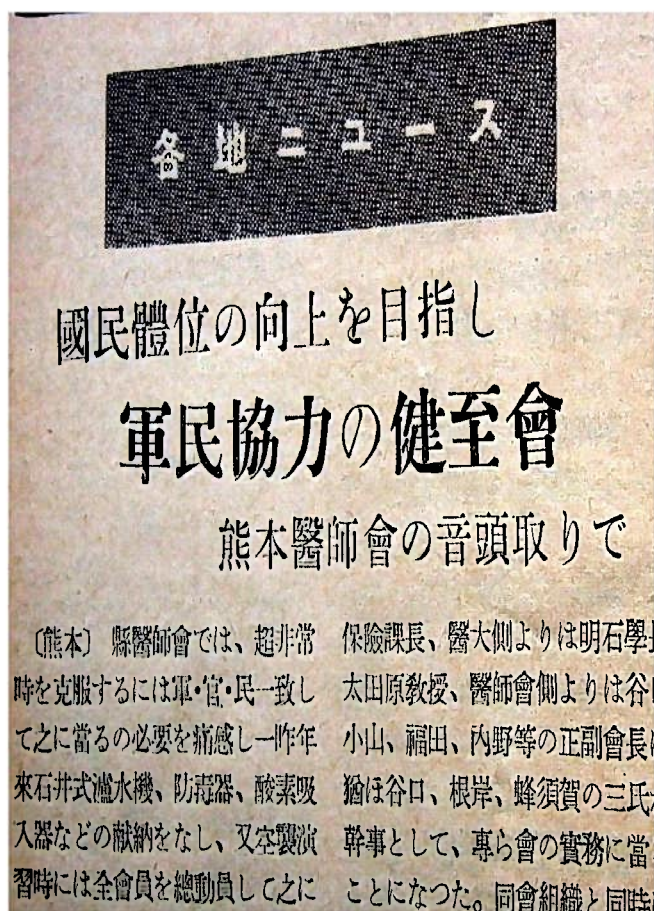 各地ニュース
國民體位の向上を目指し
軍民協力の健至會
熊本醫師會の音頭取りで
〔熊本〕 縣醫師會では、超非常
時を克服するには軍・官・民一致し
て之に當るの必要を痛感し一昨年
來石井式濾水機、防毒器、酸素吸
入器などの献納をなし、又空襲演
習時には全會員を總動員して之に
保險課長、醫大側よりは明石學長
太田原敎授、醫師會側よりは谷口
小山、福田、內野等の正副會長
猶ほ谷口、根岸、蜂須賀の三氏
幹事として、專ら會の實務に當
ことになつた。同會組織と同時